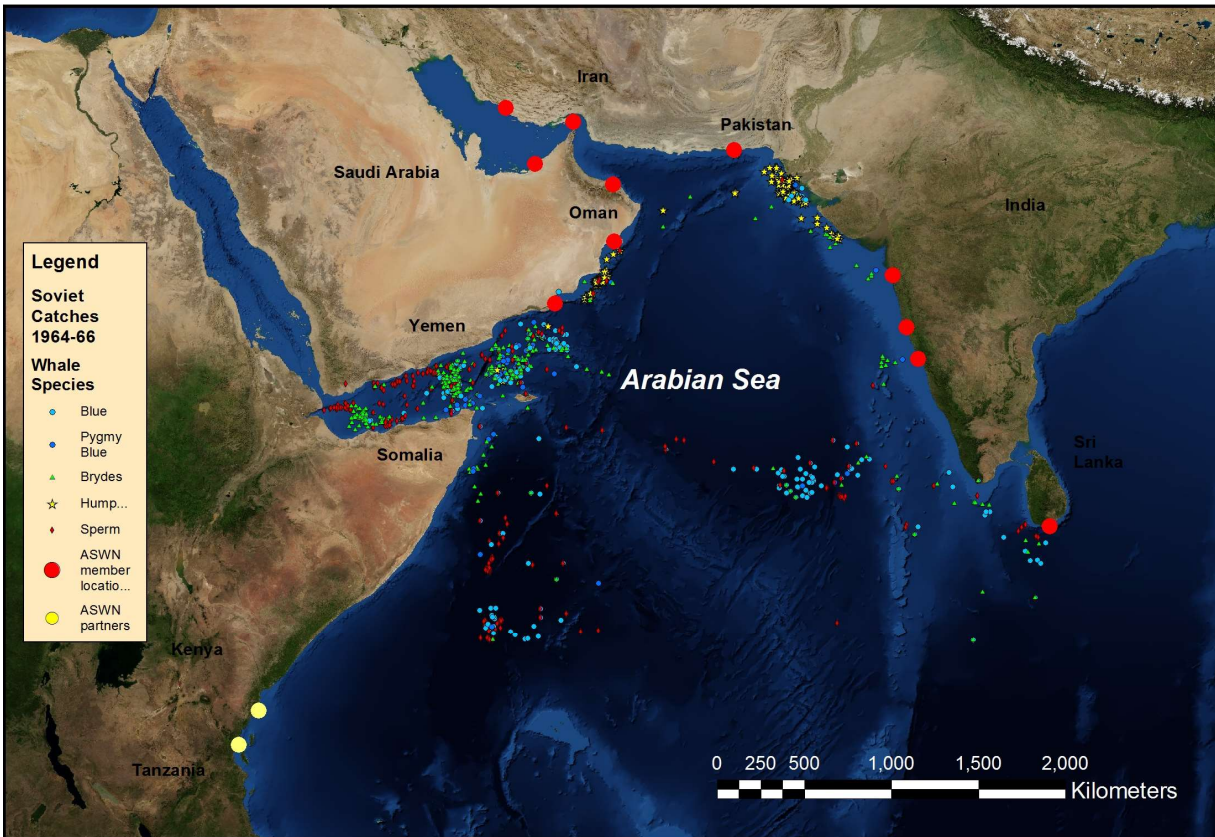 Iran
Pakistan
Saudi Arabia
India
Oman
Legend
Soviet
Catches
1964-66
Whale
Species
Blue
Pygmy
Blue
Brydes
Hump...
Sperm
ASWN
member
locatio...
ASWN
partners
Yemen
Arabian Sea
Somalia
Sri
Lanka
Kenya
Tanzania
0 250 500 1,000 1,500 2,000
Kilometers